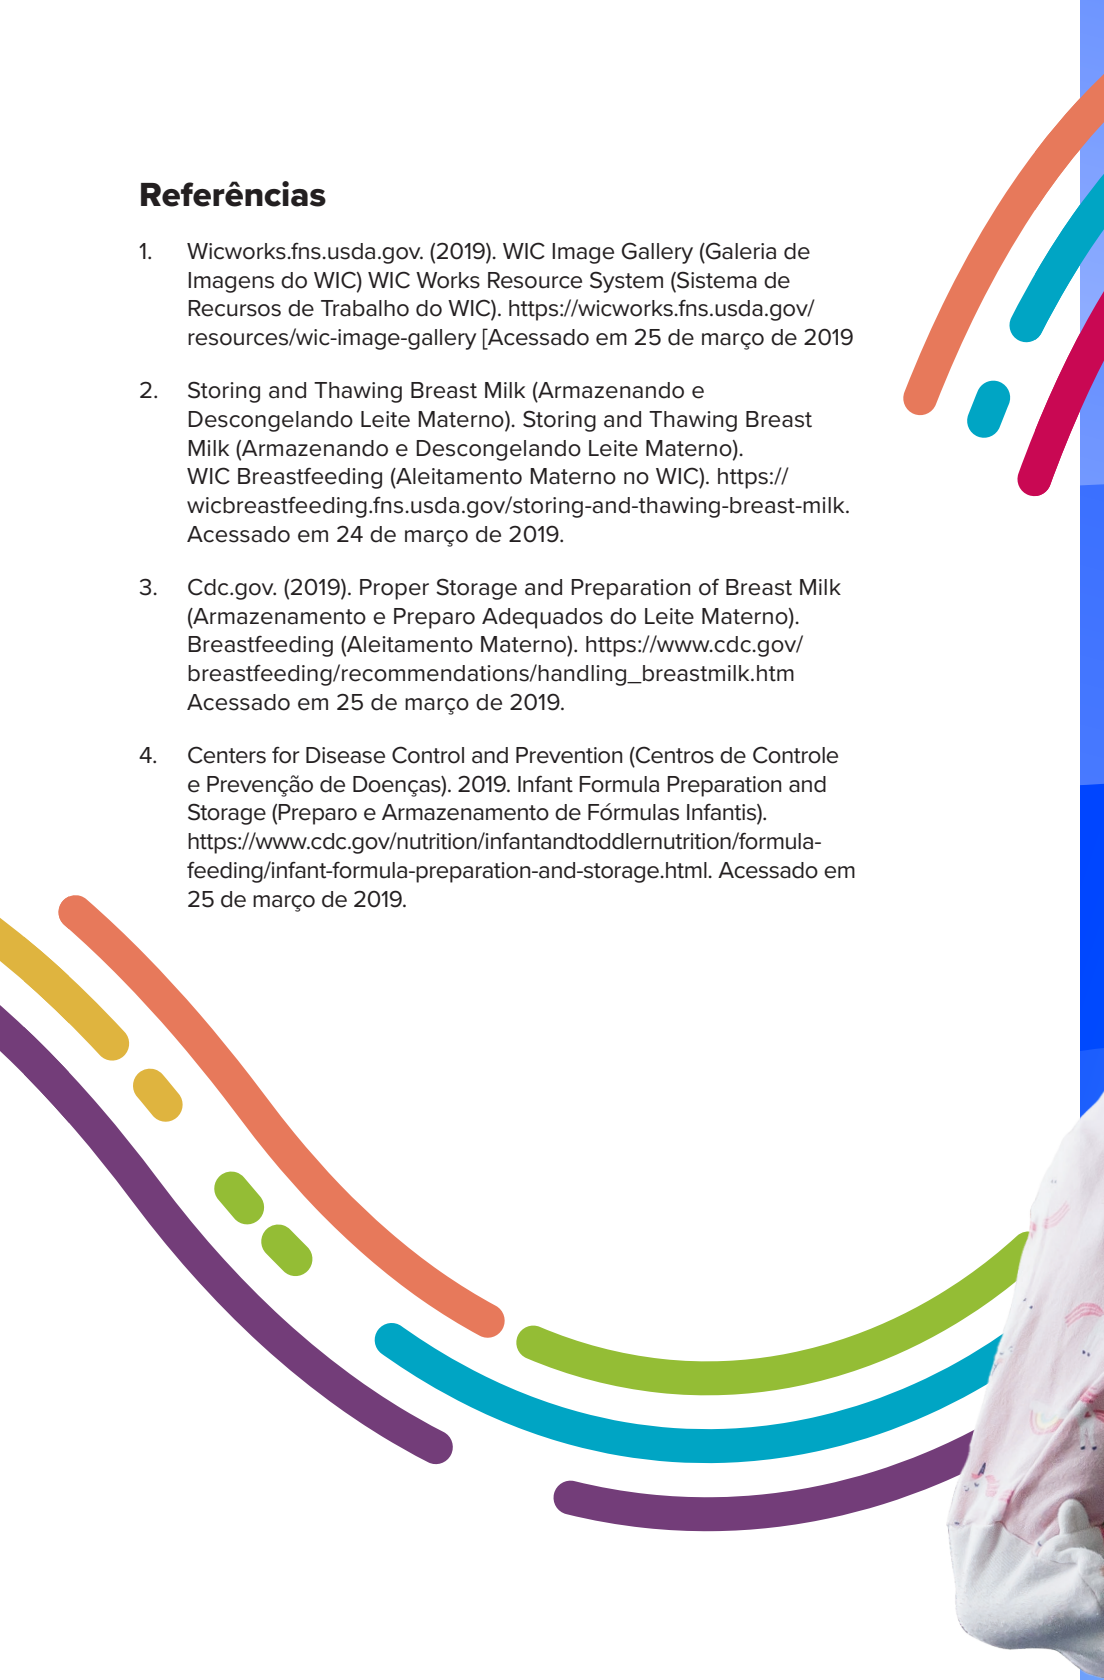 Referências
1. Wicworks.fns.usda.gov. (2019). WIC Image Gallery (Galeria de
Imagens do WIC) WIC Works Resource System (Sistema de
Recursos de Trabalho do WIC). https://wicworks.fns.usda.gov/
resources/wic-image-gallery [Acessado em 25 de março de 2019
2. Storing and Thawing Breast Milk (Armazenando e
Descongelando Leite Materno). Storing and Thawing Breast
Milk (Armazenando e Descongelando Leite Materno).
WIC Breastfeeding (Aleitamento Materno no WIC). https://
wicbreastfeeding.fns.usda.gov/storing-and-thawing-breast-milk.
Acessado em 24 de março de 2019.
3. Cdc.gov. (2019). Proper Storage and Preparation of Breast Milk
(Armazenamento e Preparo Adequados do Leite Materno).
Breastfeeding (Aleitamento Materno). https://www.cdc.gov/
breastfeeding/recommendations/handling_breastmilk.htm
Acessado em 25 de março de 2019.
4. Centers for Disease Control and Prevention (Centros de Controle
e Prevenção de Doenças). 2019. Infant Formula Preparation and
Storage (Preparo e Armazenamento de Fórmulas Infantis).
https://www.cdc.gov/nutrition/infantandtoddlernutrition/formula-
feeding/infant-formula-preparation-and-storage.html. Acessado em
25 de março de 2019.